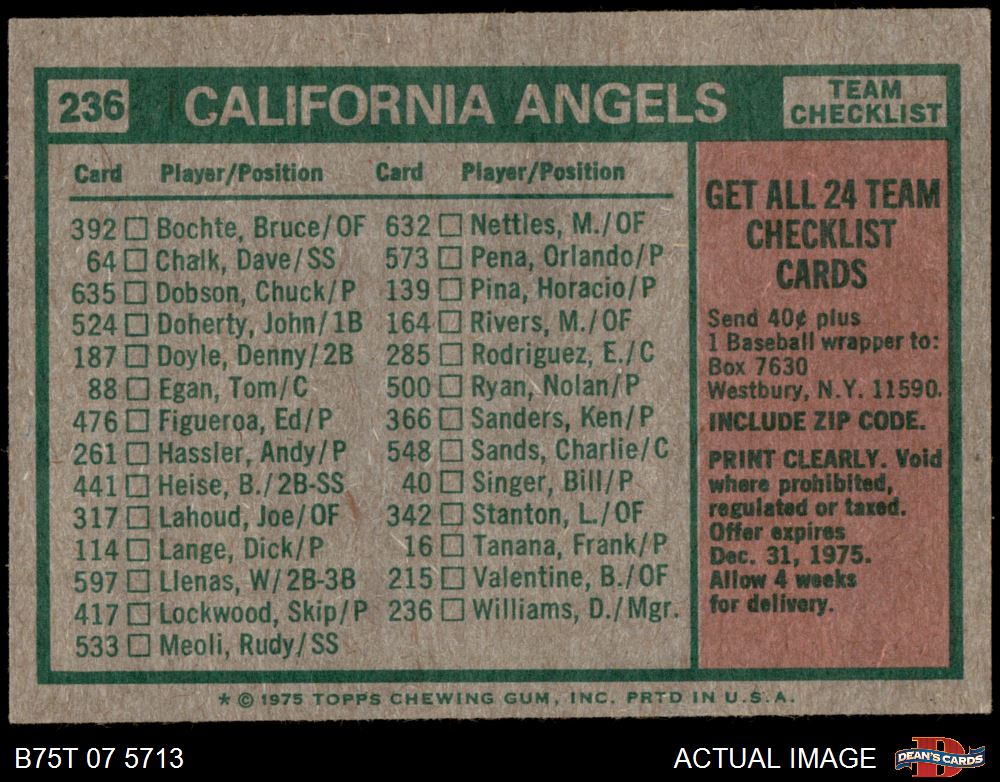 236
CALIFORNIA ANGELS
TEAM
CHECKLIST
Card Player/Position Card Player/Position
392 □ Bochte, Bruce/OF 632 □ Nettles, M./OF
64 □ Chalk, Dave/SS 573 □ Pena, Orlando/P
635 □ Dobson, Chuck/P 139 □ Pina, Horacio/P
524 □ Doherty, John/1B 164 □ Rivers, M./OF
187 □ Doyle, Denny/2B 285 □ Rodriguez, E./C
88 □ Egan, Tom/C 500 □ Ryan, Nolan/P
476 □ Figueroa, Ed/P 366 □ Sanders, Ken/P
261 □ Hassler, Andy/P 548 □ Sands, Charlie/C
441 □ Heise, B./2B-SS 40 □ Singer, Bill/P
317 □ Lahoud, Joe/OF 342 □ Stanton, L./OF
114 □ Lange, Dick/P 16 □ Tanana, Frank/P
597 □ Llenas, W/2B-3B 215 □ Valentine, B./OF
417 □ Lockwood, Skip/P 236 □ Williams, D./Mgr.
533 □ Meoli, Rudy/SS
GET ALL 24 TEAM
CHECKLIST
CARDS
Send 40¢ plus
1 Baseball wrapper to:
Box 7630
Westbury, N.Y. 11590.
INCLUDE ZIP CODE.
PRINT CLEARLY. Void
where prohibited,
regulated or taxed.
Offer expires
Dec. 31, 1975.
Allow 4 weeks
for delivery.
* © 1975 TOPPS CHEWING GUM, INC. PRTD IN U.S.A.
B75T 07 5713
ACTUAL IMAGE
D
DEAN'S CARDS